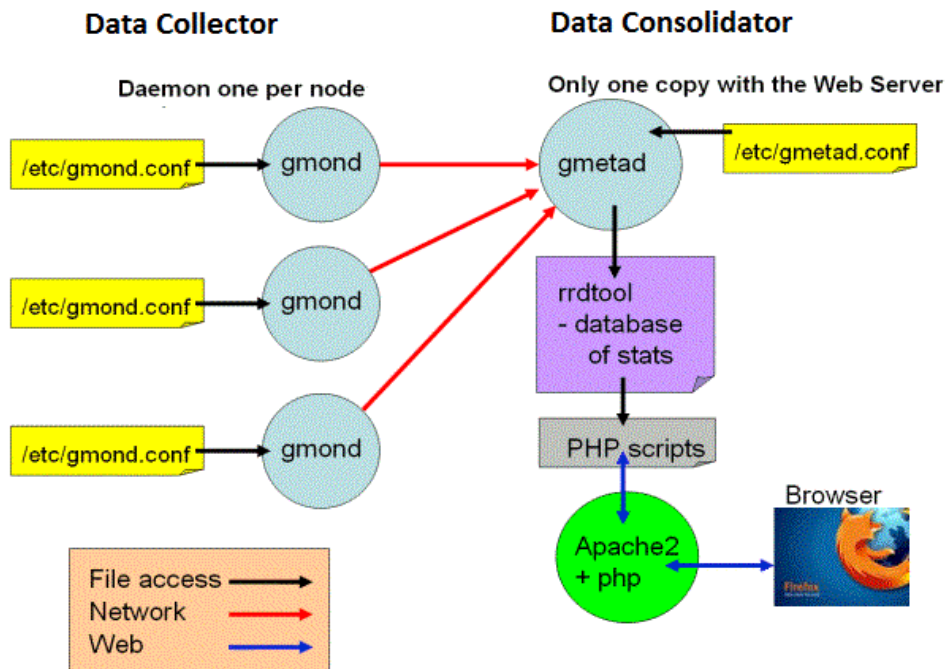 Data Collector
Data Consolidator
Daemon one per node
Only one copy with the Web Server
/etc/gmond.conf
gmond
gmetad
/etc/gmetad.conf
/etc/gmond.conf
gmond
rrdtool
- database
of stats
/etc/gmond.conf
gmond
PHP scripts
Apache2
+ php
Browser
Firefox
File access
Network
Web